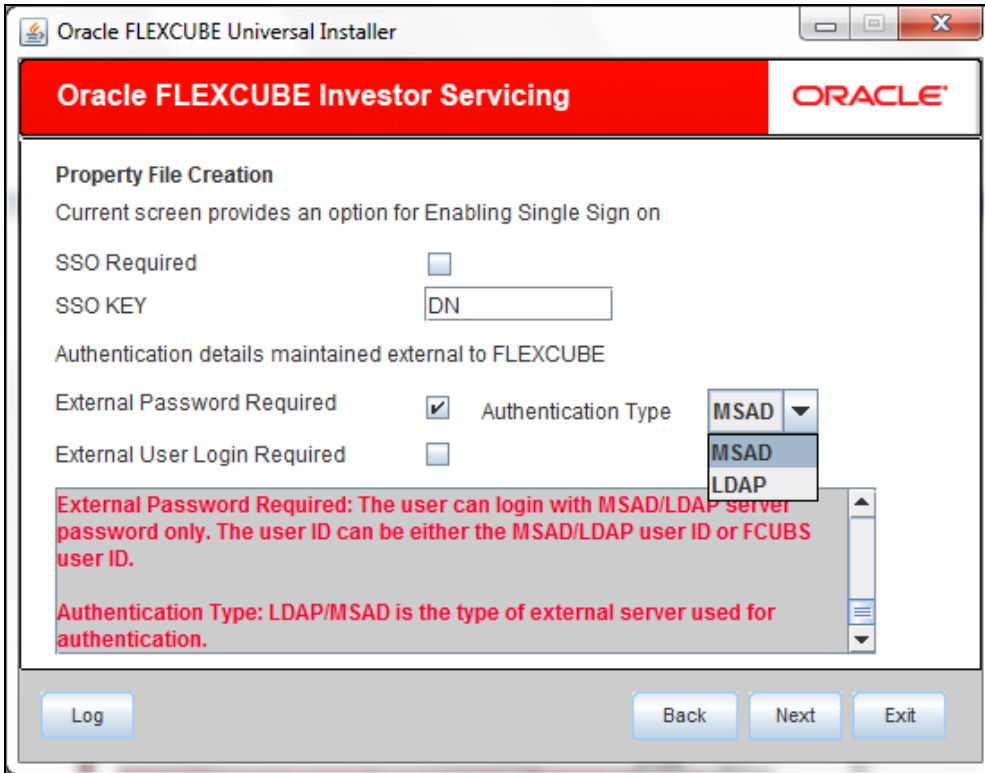 Oracle FLEXCUBE Universal Installer
Oracle FLEXCUBE Investor Servicing
ORACLE
Property File Creation
Current screen provides an option for Enabling Single Sign on
SSO Required
SSO KEY DN
Authentication details maintained external to FLEXCUBE
External Password Required Authentication Type MSAD
External User Login Required MSAD
LDAP
External Password Required: The user can login with MSAD/LDAP server
password only. The user ID can be either the MSAD/LDAP user ID or FCUBS
user ID.
Authentication Type: LDAP/MSAD is the type of external server used for
authentication.
Log Back Next Exit